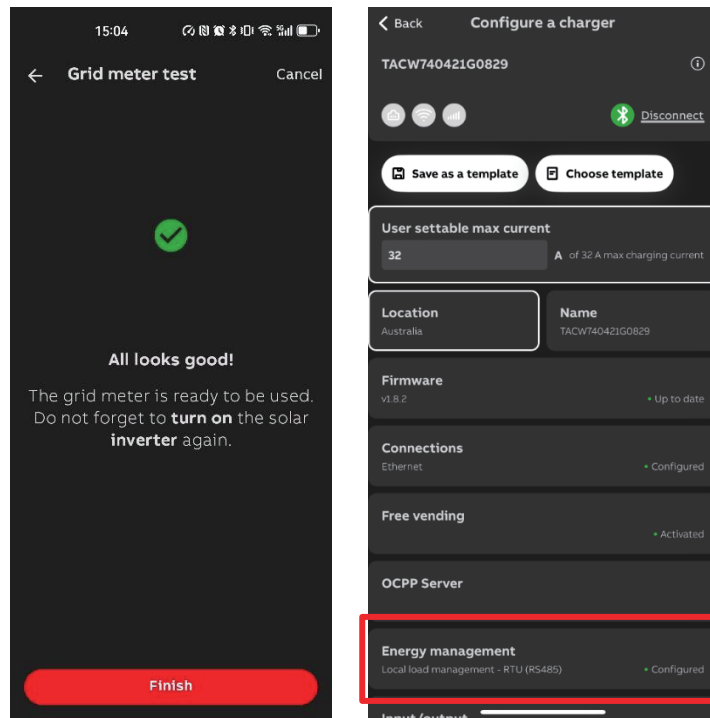 15:04
Grid meter test
Cancel
All looks good!
The grid meter is ready to be used.
Do not forget to turn on the solar
inverter again.
Finish
Back
Configure a charger
TACW740421G0829
Disconnect
Save as a template
Choose template
User settable max current
32
A of 32 A max charging current
Location
Australia
Name
TACW740421G0829
Firmware
v1.8.2
• Up to date
Connections
Ethernet
• Configured
Free vending
• Activated
OCPP Server
Energy management
Local load management - RTU (RS485)
• Configured
Input/output